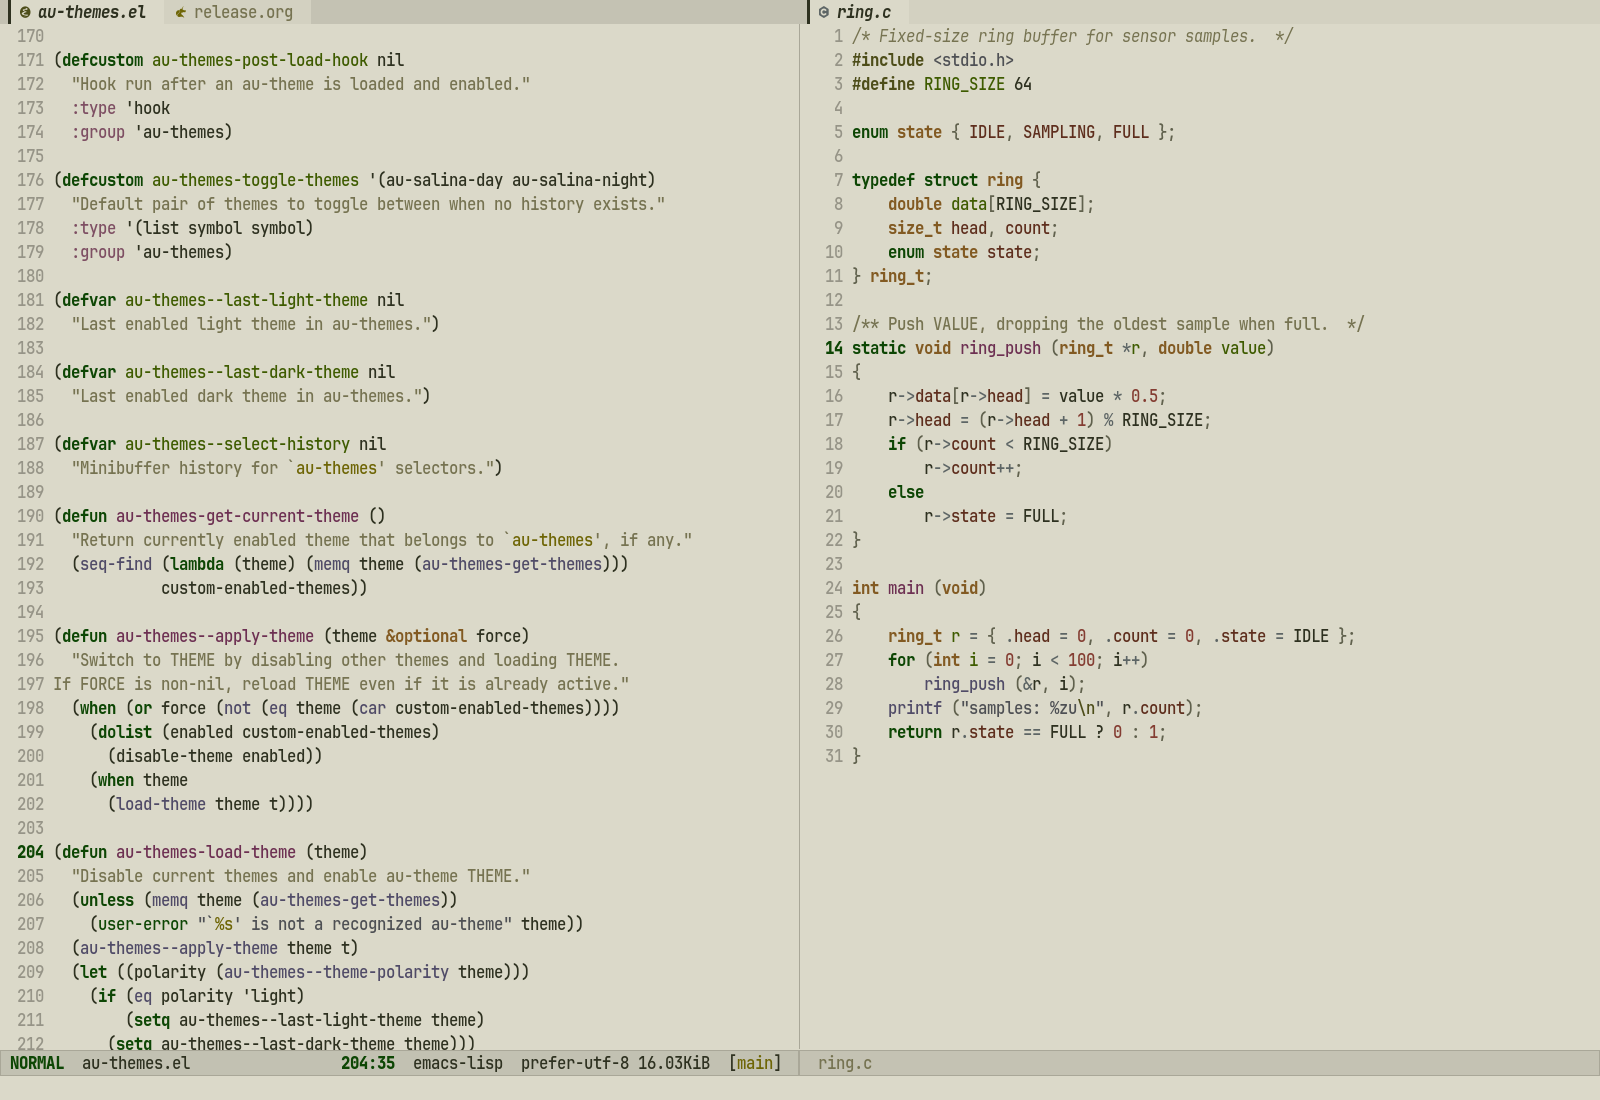 au-themes.el
release.org
170
171 (defcustom au-themes-post-load-hook nil
172   "Hook run after an au-theme is loaded and enabled."
173   :type 'hook
174   :group 'au-themes)
175
176 (defcustom au-themes-toggle-themes '(au-salina-day au-salina-night)
177   "Default pair of themes to toggle between when no history exists."
178   :type '(list symbol symbol)
179   :group 'au-themes)
180
181 (defvar au-themes--last-light-theme nil
182   "Last enabled light theme in au-themes.")
183
184 (defvar au-themes--last-dark-theme nil
185   "Last enabled dark theme in au-themes.")
186
187 (defvar au-themes--select-history nil
188   "Minibuffer history for `au-themes' selectors.")
189
190 (defun au-themes-get-current-theme ()
191   "Return currently enabled theme that belongs to `au-themes', if any."
192   (seq-find (lambda (theme) (memq theme (au-themes-get-themes)))
193             custom-enabled-themes))
194
195 (defun au-themes--apply-theme (theme &optional force)
196   "Switch to THEME by disabling other themes and loading THEME.
197 If FORCE is non-nil, reload THEME even if it is already active."
198   (when (or force (not (eq theme (car custom-enabled-themes))))
199     (dolist (enabled custom-enabled-themes)
200       (disable-theme enabled))
201     (when theme
202       (load-theme theme t))))
203
204 (defun au-themes-load-theme (theme)
205   "Disable current themes and enable au-theme THEME."
206   (unless (memq theme (au-themes-get-themes))
207     (user-error "`%s' is not a recognized au-theme" theme))
208   (au-themes--apply-theme theme t)
209   (let ((polarity (au-themes--theme-polarity theme)))
210     (if (eq polarity 'light)
211         (setq au-themes--last-light-theme theme)
212       (setq au-themes--last-dark-theme theme)))
NORMAL au-themes.el 204:35 emacs-lisp prefer-utf-8 16.03KiB [main]
ring.c
1 /* Fixed-size ring buffer for sensor samples.  */
2 #include <stdio.h>
3 #define RING_SIZE 64
4
5 enum state { IDLE, SAMPLING, FULL };
6
7 typedef struct ring {
8     double data[RING_SIZE];
9     size_t head, count;
10     enum state state;
11 } ring_t;
12
13 /** Push VALUE, dropping the oldest sample when full.  */
14 static void ring_push (ring_t *r, double value)
15 {
16     r->data[r->head] = value * 0.5;
17     r->head = (r->head + 1) % RING_SIZE;
18     if (r->count < RING_SIZE)
19         r->count++;
20     else
21         r->state = FULL;
22 }
23
24 int main (void)
25 {
26     ring_t r = { .head = 0, .count = 0, .state = IDLE };
27     for (int i = 0; i < 100; i++)
28         ring_push (&r, i);
29     printf ("samples: %zu\n", r.count);
30     return r.state == FULL ? 0 : 1;
31 }
ring.c